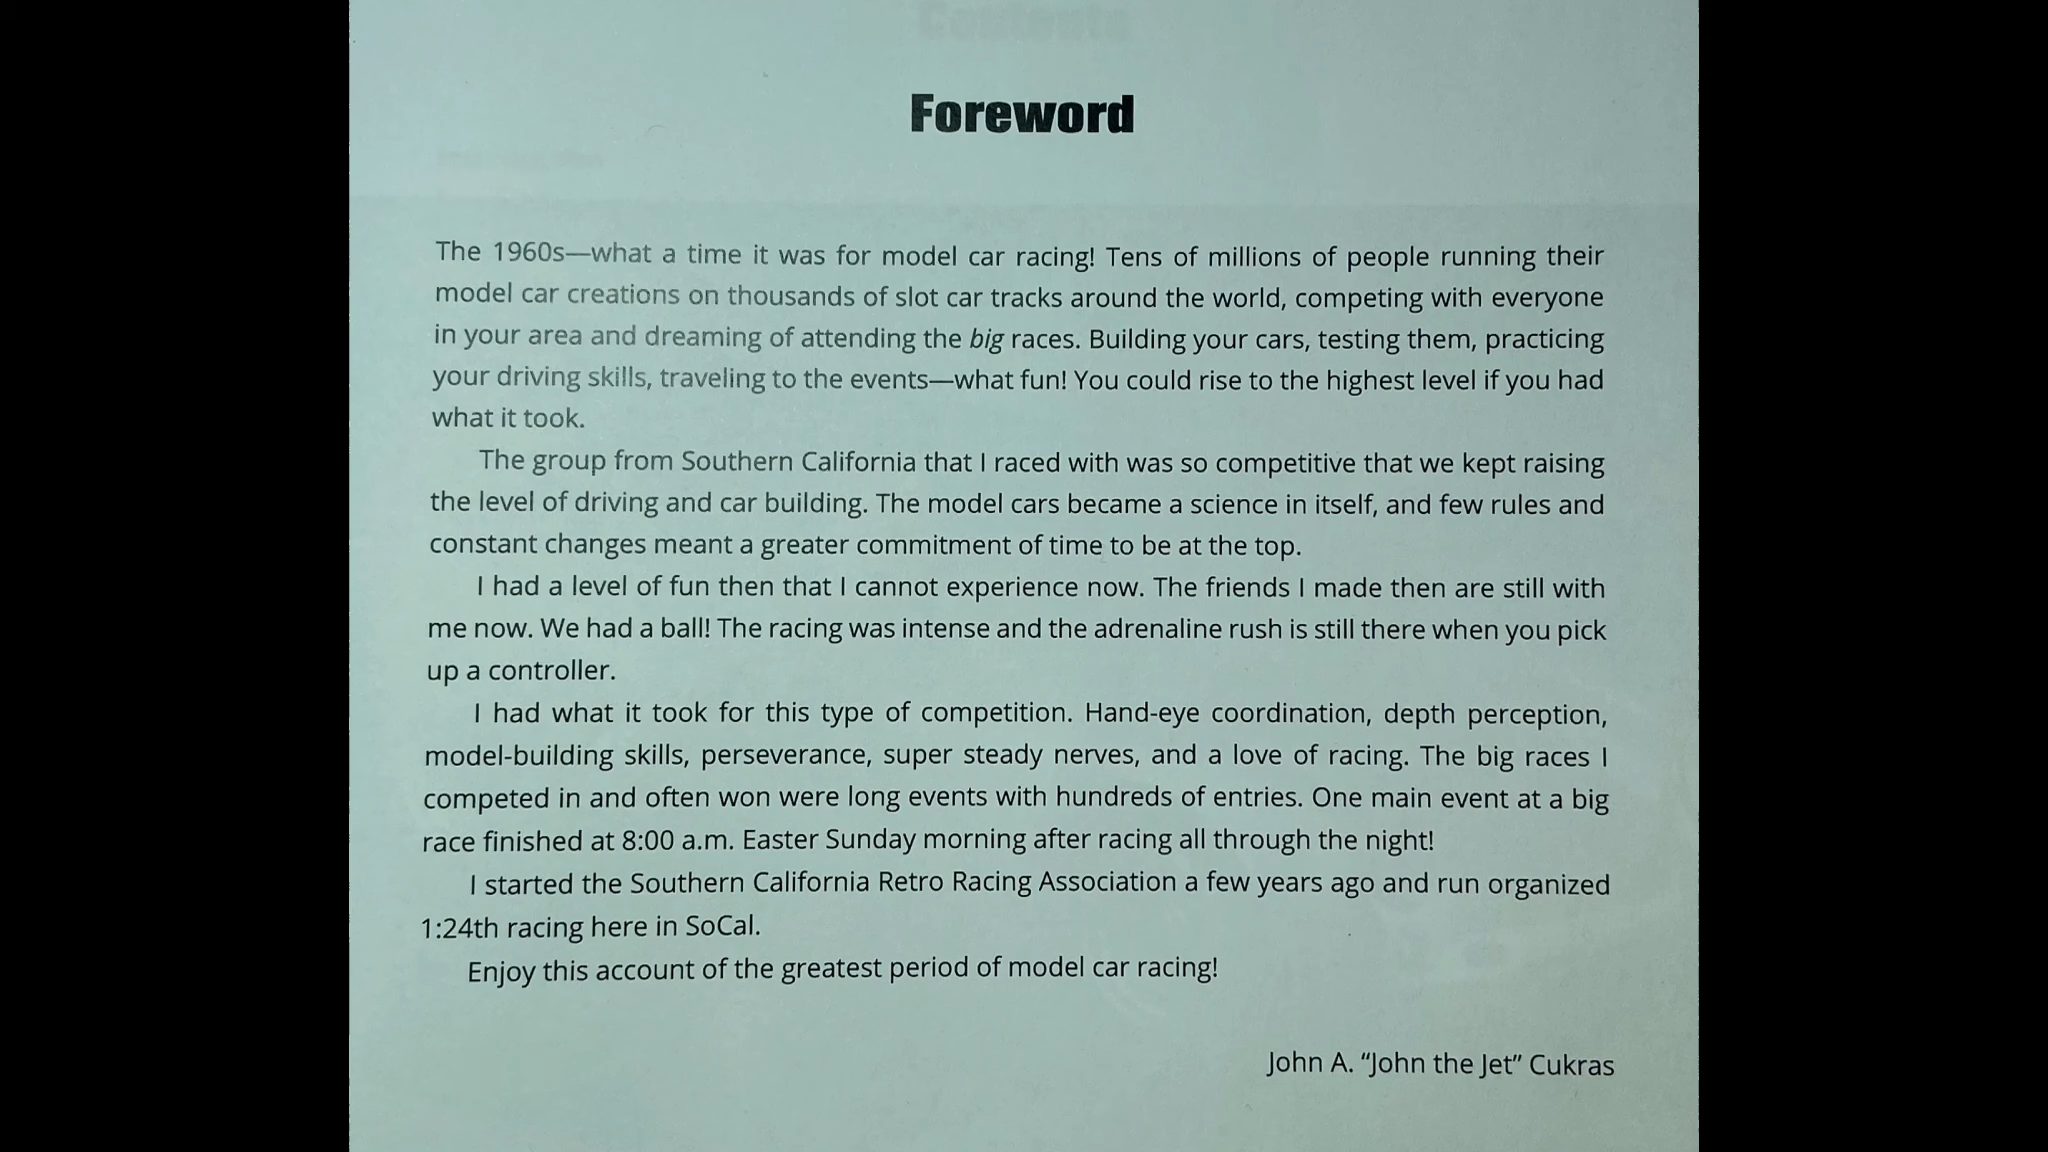 Contents
Foreword
The 1960s—what a time it was for model car racing! Tens of millions of people running their
model car creations on thousands of slot car tracks around the world, competing with everyone
in your area and dreaming of attending the big races. Building your cars, testing them, practicing
your driving skills, traveling to the events—what fun! You could rise to the highest level if you had
what it took.
The group from Southern California that I raced with was so competitive that we kept raising
the level of driving and car building. The model cars became a science in itself, and few rules and
constant changes meant a greater commitment of time to be at the top.
I had a level of fun then that I cannot experience now. The friends I made then are still with
me now. We had a ball! The racing was intense and the adrenaline rush is still there when you pick
up a controller.
I had what it took for this type of competition. Hand-eye coordination, depth perception,
model-building skills, perseverance, super steady nerves, and a love of racing. The big races I
competed in and often won were long events with hundreds of entries. One main event at a big
race finished at 8:00 a.m. Easter Sunday morning after racing all through the night!
I started the Southern California Retro Racing Association a few years ago and run organized
1:24th racing here in SoCal.
Enjoy this account of the greatest period of model car racing!
John A. “John the Jet” Cukras